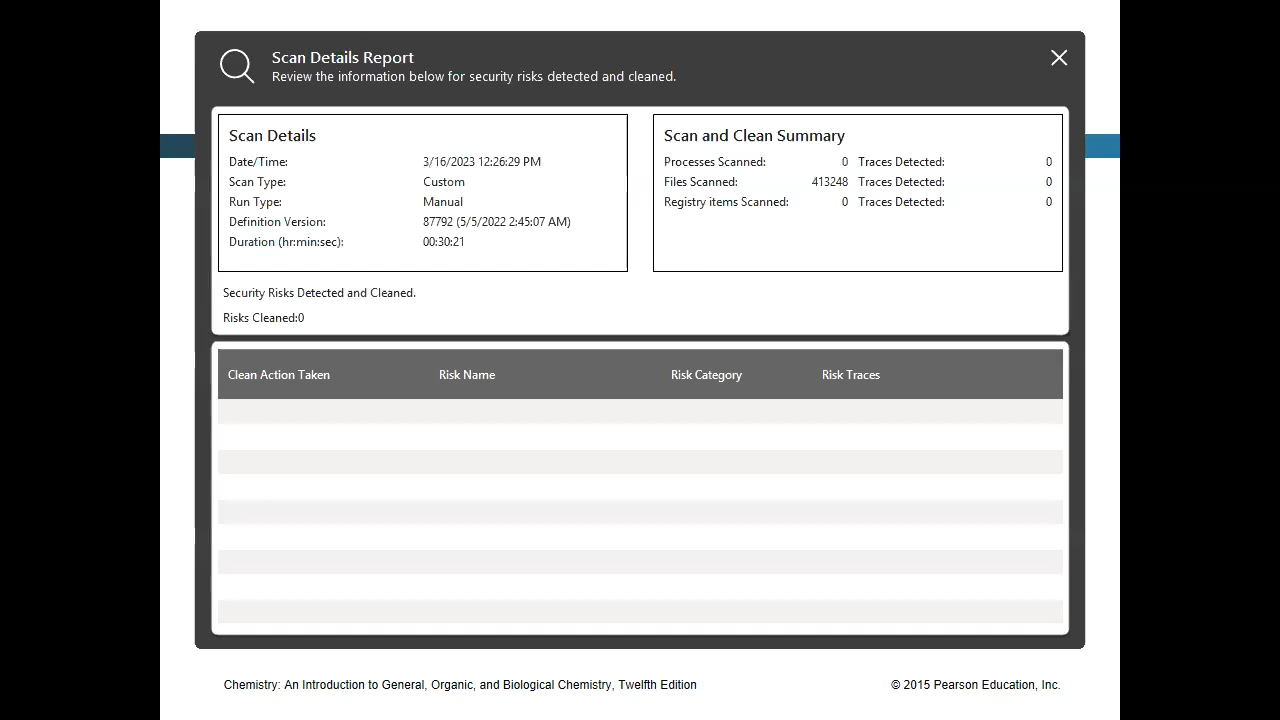 Scan Details Report
Review the information below for security risks detected and cleaned.
Scan Details
Date/Time: 3/16/2023 12:26:29 PM
Scan Type: Custom
Run Type: Manual
Definition Version: 87792 (5/5/2022 2:45:07 AM)
Duration (hr:min:sec): 00:30:21
Scan and Clean Summary
Processes Scanned: 0 Traces Detected: 0
Files Scanned: 413248 Traces Detected: 0
Registry items Scanned: 0 Traces Detected: 0
Security Risks Detected and Cleaned.
Risks Cleaned:0
Clean Action Taken Risk Name Risk Category Risk Traces
Chemistry: An Introduction to General, Organic, and Biological Chemistry, Twelfth Edition © 2015 Pearson Education, Inc.